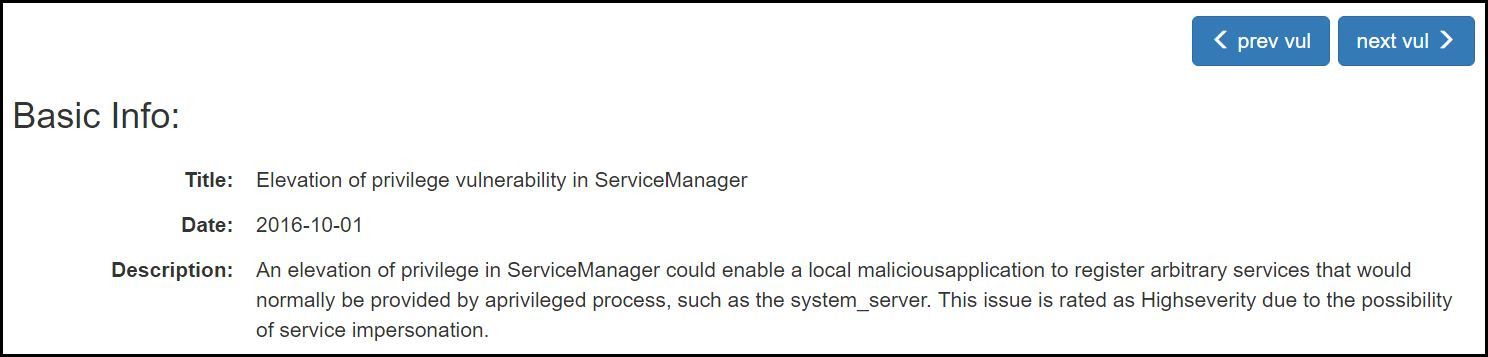 prev vul
next vul
Basic Info:
Title: Elevation of privilege vulnerability in ServiceManager
Date: 2016-10-01
Description: An elevation of privilege in ServiceManager could enable a local maliciousapplication to register arbitrary services that would
normally be provided by aprivileged process, such as the system_server. This issue is rated as Highseverity due to the possibility
of service impersonation.